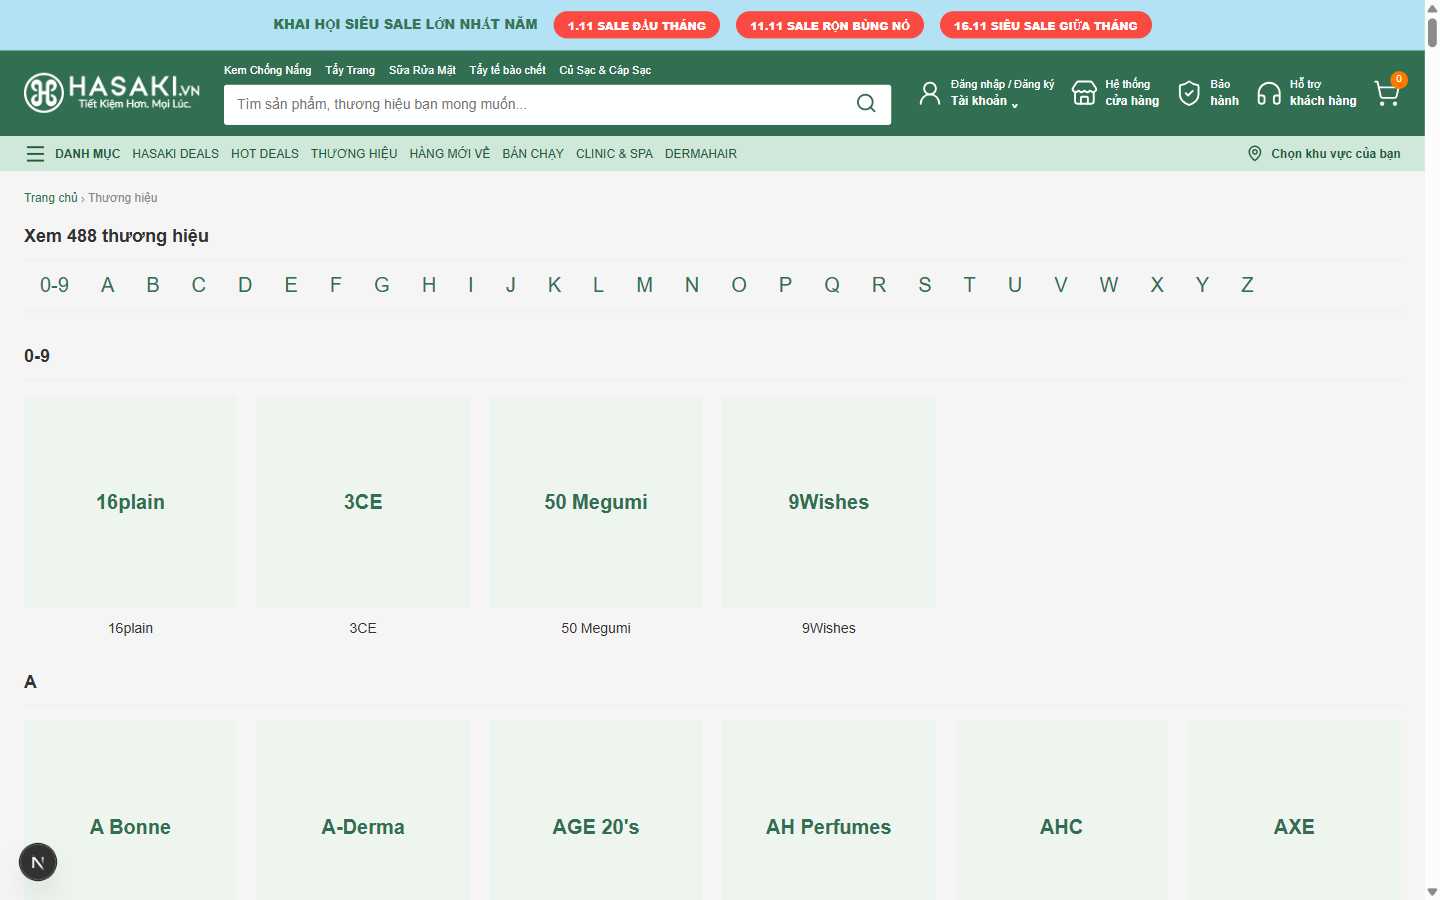 KHAI HỘI SIÊU SALE LỚN NHẤT NĂM
1.11 SALE ĐẦU THÁNG
11.11 SALE RỘN BÙNG NỔ
16.11 SIÊU SALE GIỮA THÁNG
HASAKI.VN
Tiết Kiệm Hơn. Mọi Lúc.
Kem Chống Nắng Tẩy Trang Sữa Rửa Mặt Tẩy tế bào chết Củ Sạc & Cáp Sạc
Tìm sản phẩm, thương hiệu bạn mong muốn...
Đăng nhập / Đăng ký
Tài khoản
Hệ thống
cửa hàng
Bảo
hành
Hỗ trợ
khách hàng
0
DANH MỤC HASAKI DEALS HOT DEALS THƯƠNG HIỆU HÀNG MỚI VỀ BÁN CHẠY CLINIC & SPA DERMAHAIR
Chọn khu vực của bạn
Trang chủ › Thương hiệu
Xem 488 thương hiệu
0-9 A B C D E F G H I J K L M N O P Q R S T U V W X Y Z
0-9
16plain 3CE 50 Megumi 9Wishes
16plain 3CE 50 Megumi 9Wishes
A
A Bonne A-Derma AGE 20's AH Perfumes AHC AXE
N